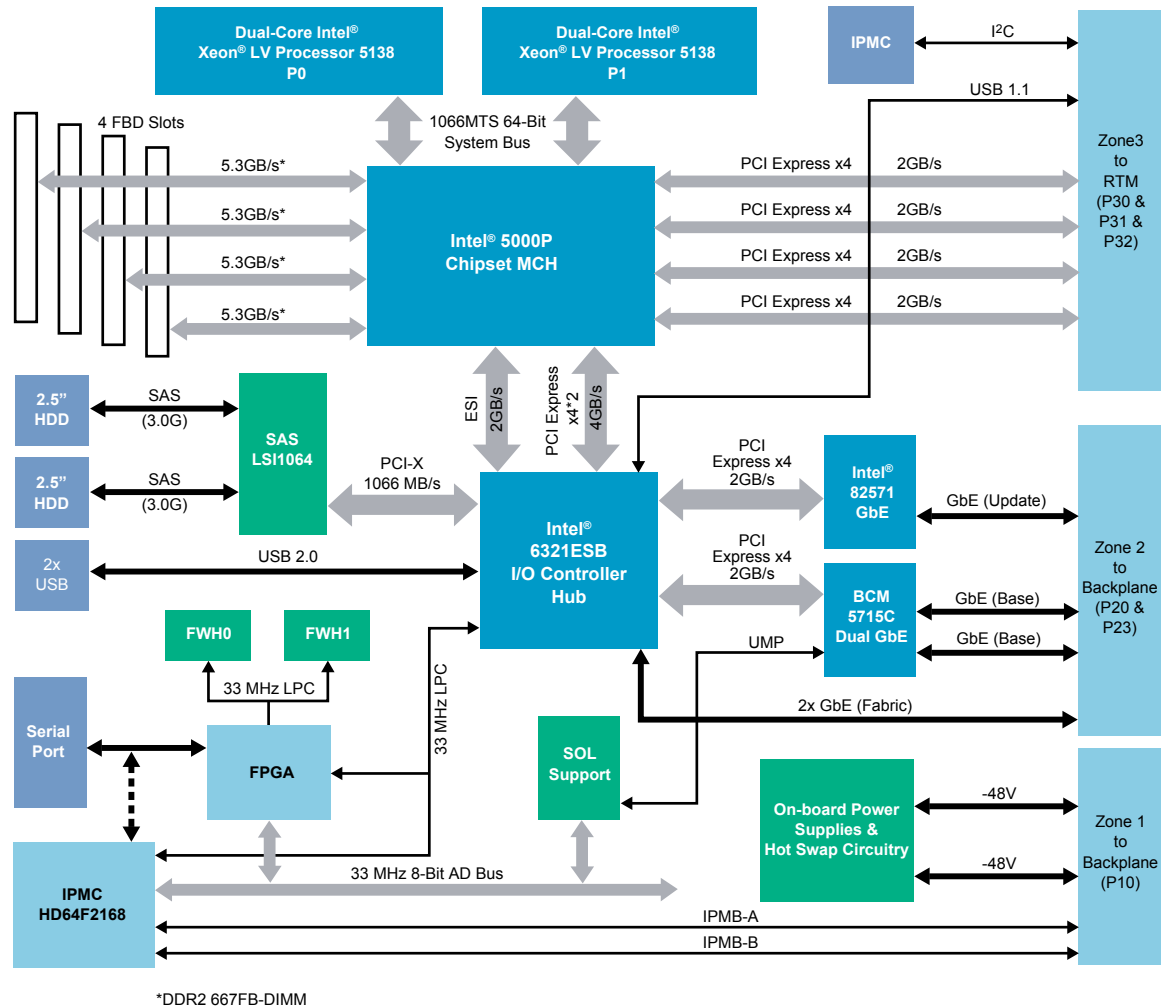 Dual-Core Intel®
Xeon® LV Processor 5138
P0
Dual-Core Intel®
Xeon® LV Processor 5138
P1
IPMC
I²C
USB 1.1
4 FBD Slots
1066MTS 64-Bit
System Bus
5.3GB/s*
5.3GB/s*
5.3GB/s*
5.3GB/s*
Intel® 5000P
Chipset MCH
PCI Express x4 2GB/s
PCI Express x4 2GB/s
PCI Express x4 2GB/s
PCI Express x4 2GB/s
Zone3
to
RTM
(P30 &
P31 &
P32)
ESI
2GB/s
PCI Express
x4*2
4GB/s
2.5”
HDD
SAS
(3.0G)
2.5”
HDD
SAS
(3.0G)
SAS
LSI1064
PCI-X
1066 MB/s
2x
USB
USB 2.0
Intel®
6321ESB
I/O Controller
Hub
PCI
Express x4
2GB/s
PCI
Express x4
2GB/s
Intel®
82571
GbE
GbE (Update)
BCM
5715C
Dual GbE
GbE (Base)
GbE (Base)
UMP
2x GbE (Fabric)
Zone 2
to
Backplane
(P20 &
P23)
FWH0
FWH1
33 MHz LPC
33 MHz LPC
Serial
Port
FPGA
SOL
Support
On-board Power
Supplies &
Hot Swap Circuitry
-48V
-48V
Zone 1
to
Backplane
(P10)
IPMC
HD64F2168
33 MHz 8-Bit AD Bus
IPMB-A
IPMB-B
*DDR2 667FB-DIMM